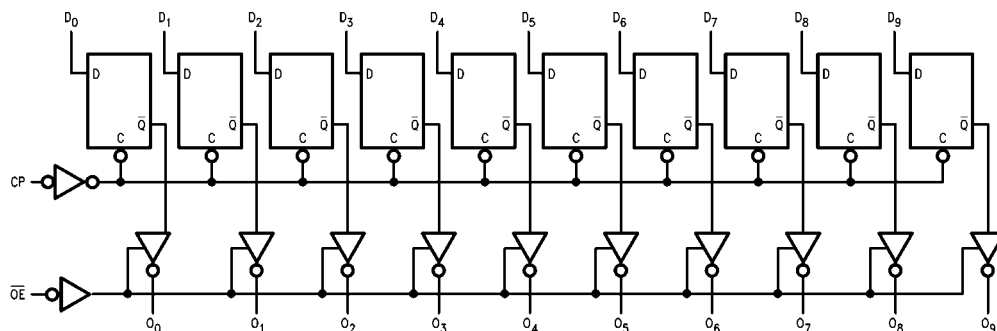 D₀ D₁ D₂ D₃ D₄ D₅ D₆ D₇ D₈ D₉
D D D D D D D D D D
Q̅ Q̅ Q̅ Q̅ Q̅ Q̅ Q̅ Q̅ Q̅ Q̅
C C C C C C C C C C
CP
O̅E̅
O₀ O₁ O₂ O₃ O₄ O₅ O₆ O₇ O₈ O₉